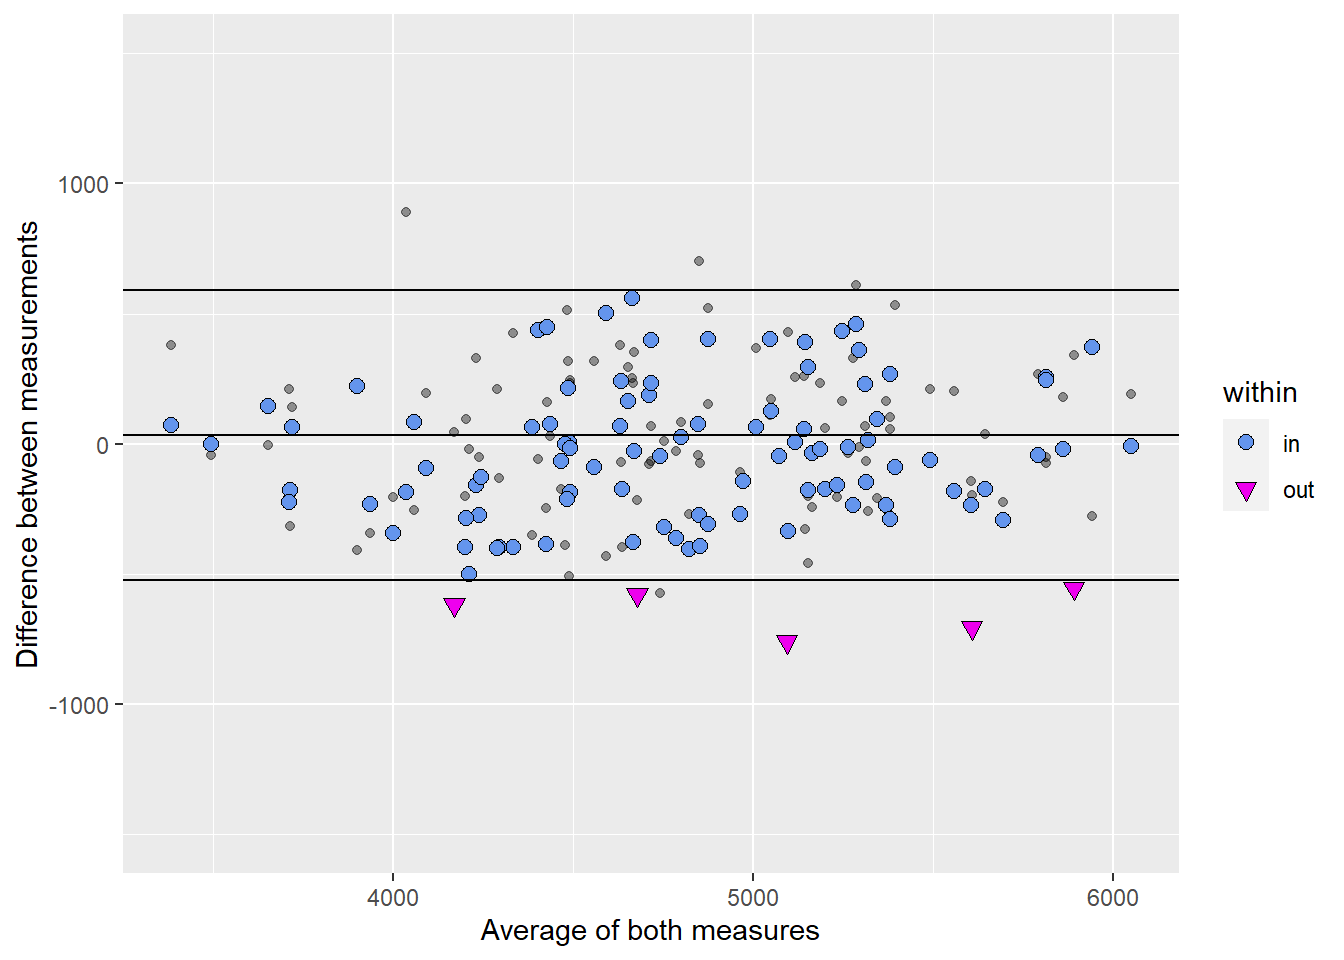 Difference between measurements
1000
0
-1000
4000
5000
6000
Average of both measures
within
in
out